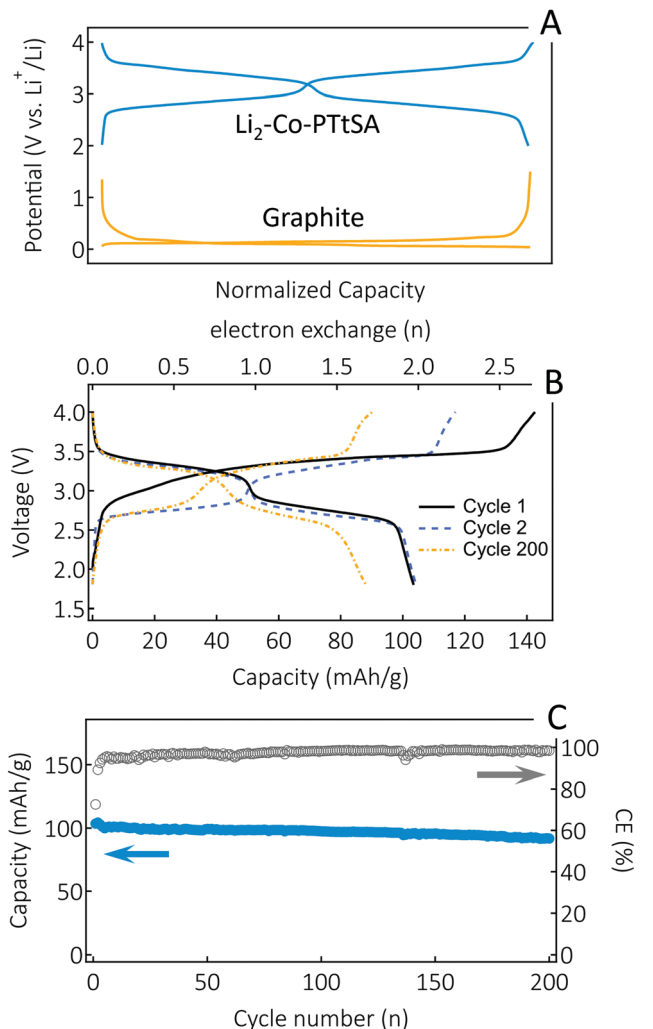 A
4
3
2
1
0
Potential (V vs. Li⁺/Li)
Li₂-Co-PTtSA
Graphite
Normalized Capacity
electron exchange (n)
0.0 0.5 1.0 1.5 2.0 2.5
B
4.0
3.5
3.0
2.5
2.0
1.5
Voltage (V)
Cycle 1
Cycle 2
Cycle 200
0 20 40 60 80 100 120 140
Capacity (mAh/g)
C
150
100
50
0
Capacity (mAh/g)
100
80
60
40
20
0
CE (%)
0 50 100 150 200
Cycle number (n)